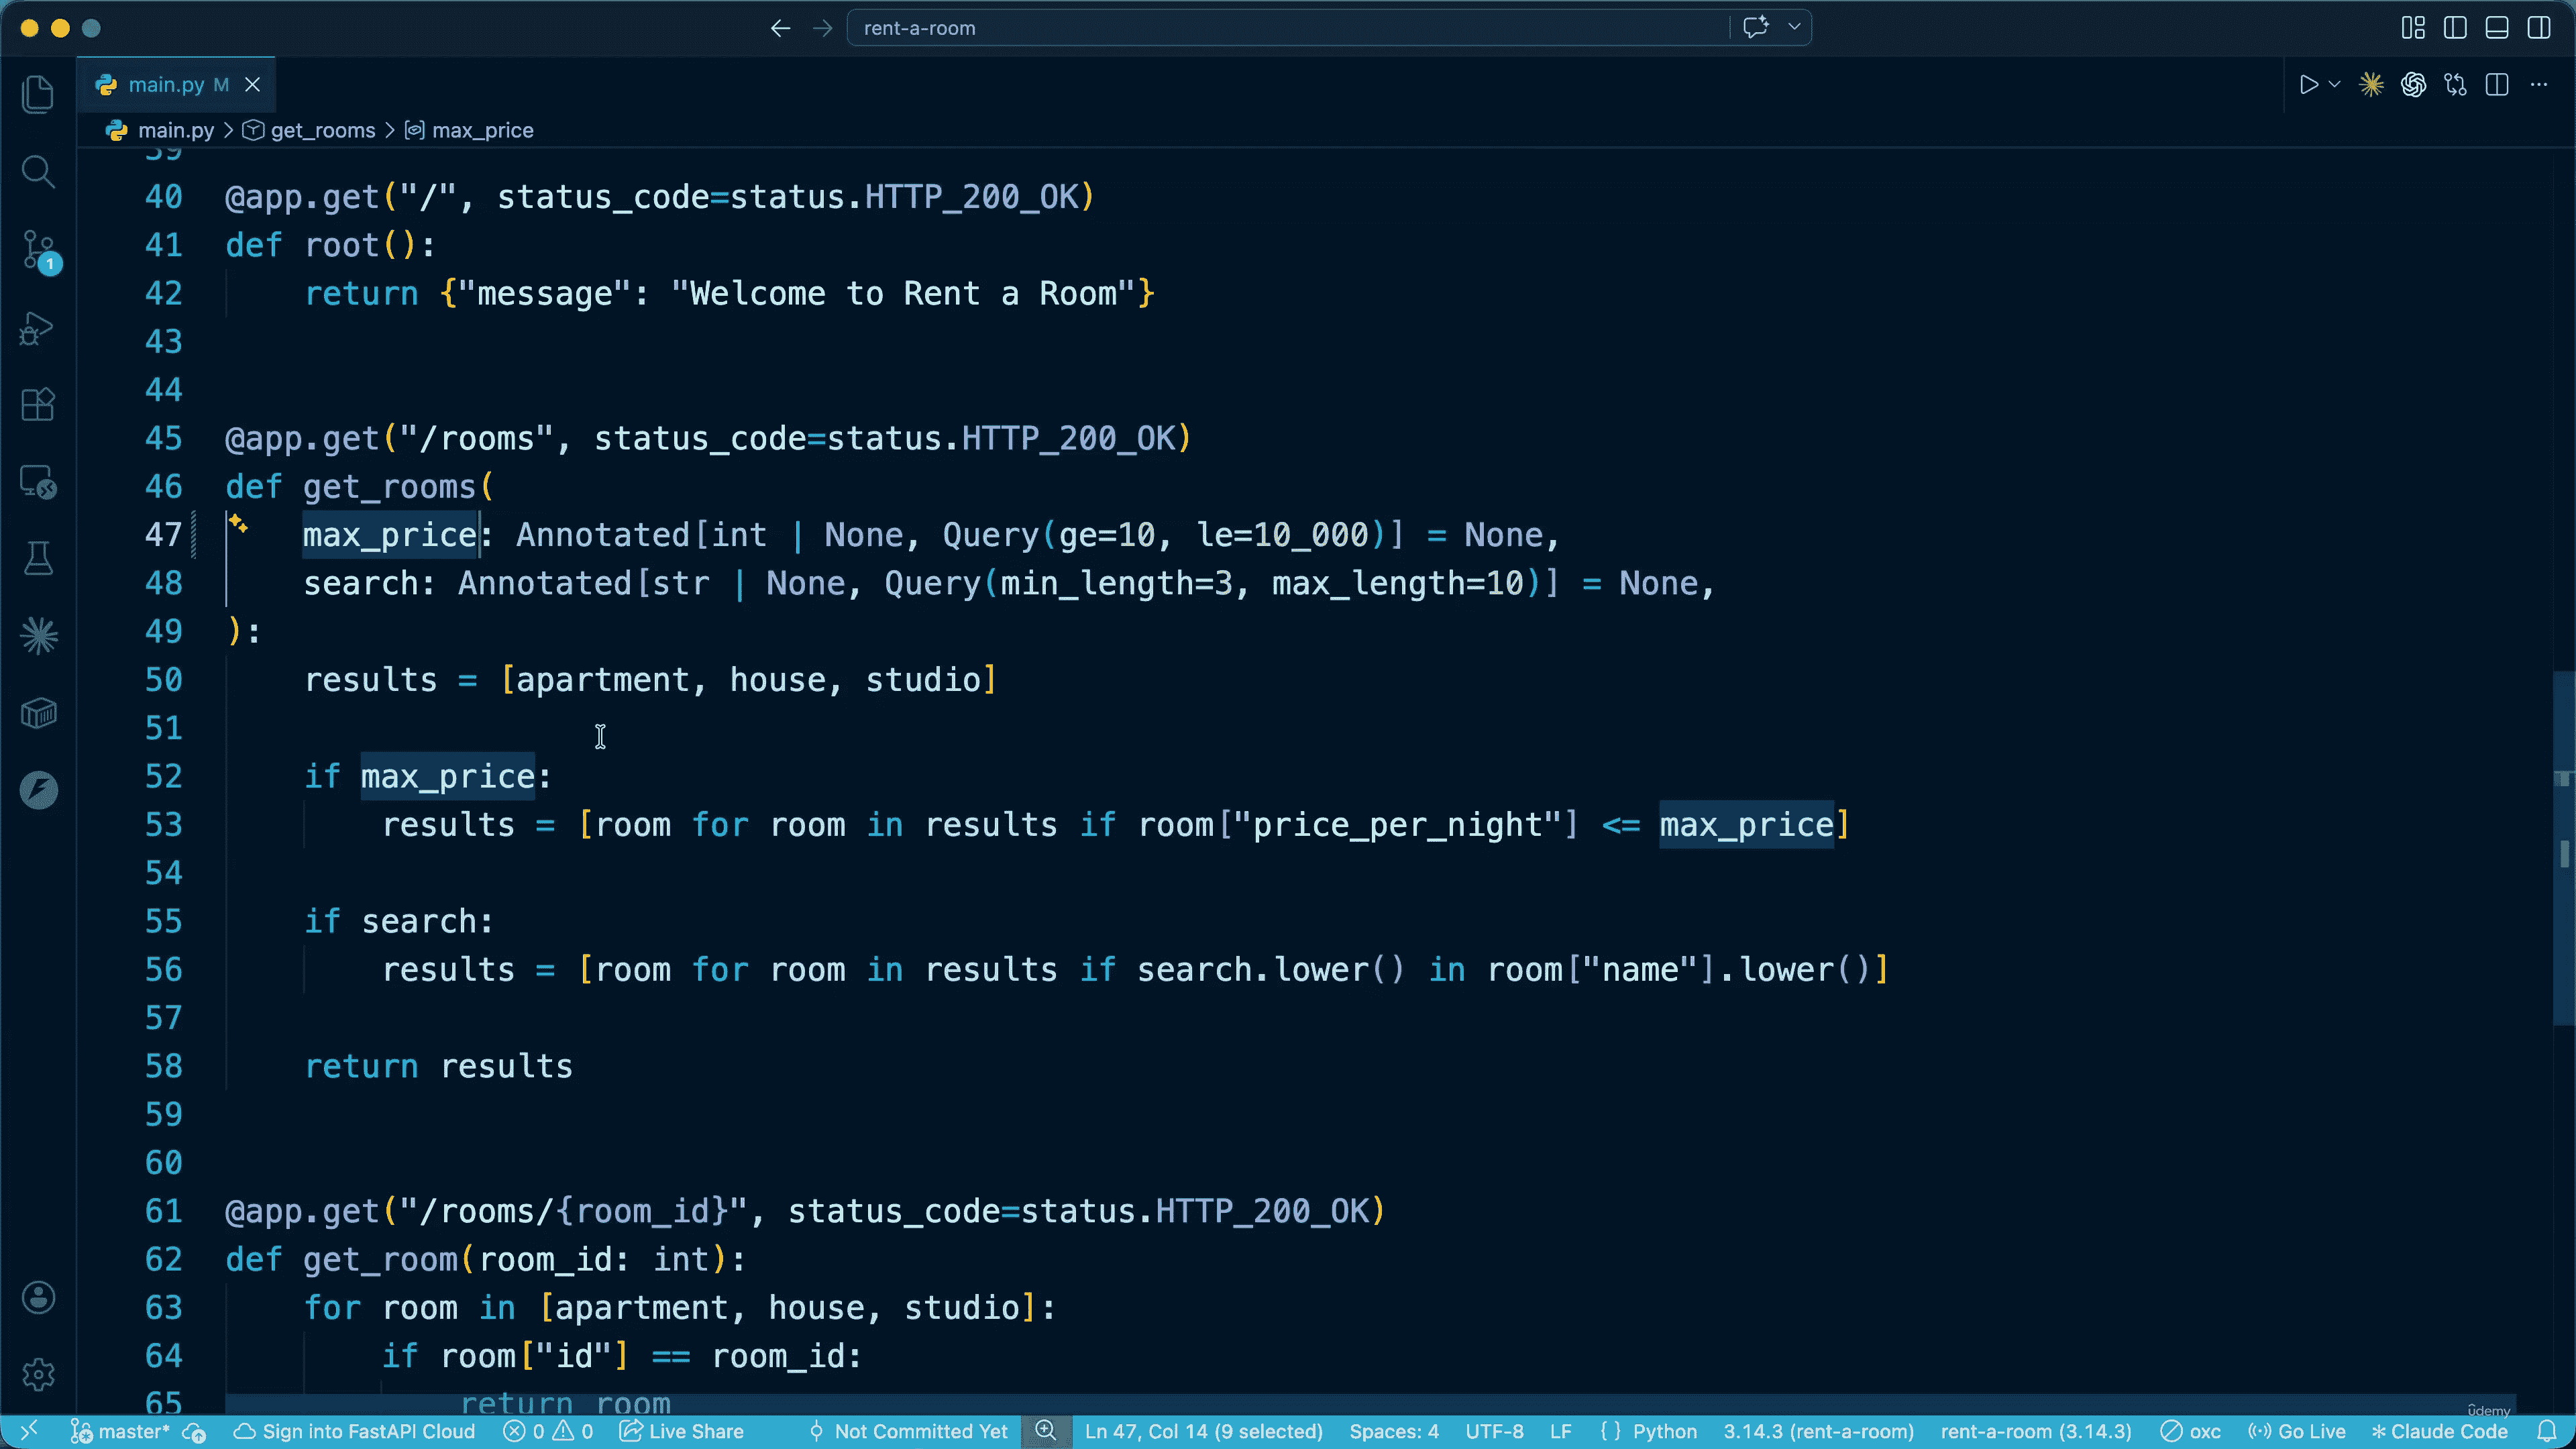 rent-a-room
main.py M
main.py > get_rooms > max_price
39
40 @app.get("/", status_code=status.HTTP_200_OK)
41 def root():
42 return {"message": "Welcome to Rent a Room"}
43
44
45 @app.get("/rooms", status_code=status.HTTP_200_OK)
46 def get_rooms(
47 max_price: Annotated[int | None, Query(ge=10, le=10_000)] = None,
48 search: Annotated[str | None, Query(min_length=3, max_length=10)] = None,
49 ):
50 results = [apartment, house, studio]
51
52 if max_price:
53 results = [room for room in results if room["price_per_night"] <= max_price]
54
55 if search:
56 results = [room for room in results if search.lower() in room["name"].lower()]
57
58 return results
59
60
61 @app.get("/rooms/{room_id}", status_code=status.HTTP_200_OK)
62 def get_room(room_id: int):
63 for room in [apartment, house, studio]:
64 if room["id"] == room_id:
65 return room
1
udemy
master* Sign into FastAPI Cloud 0 0 Live Share Not Committed Yet Ln 47, Col 14 (9 selected) Spaces: 4 UTF-8 LF { } Python 3.14.3 (rent-a-room) rent-a-room (3.14.3) oxc Go Live Claude Code